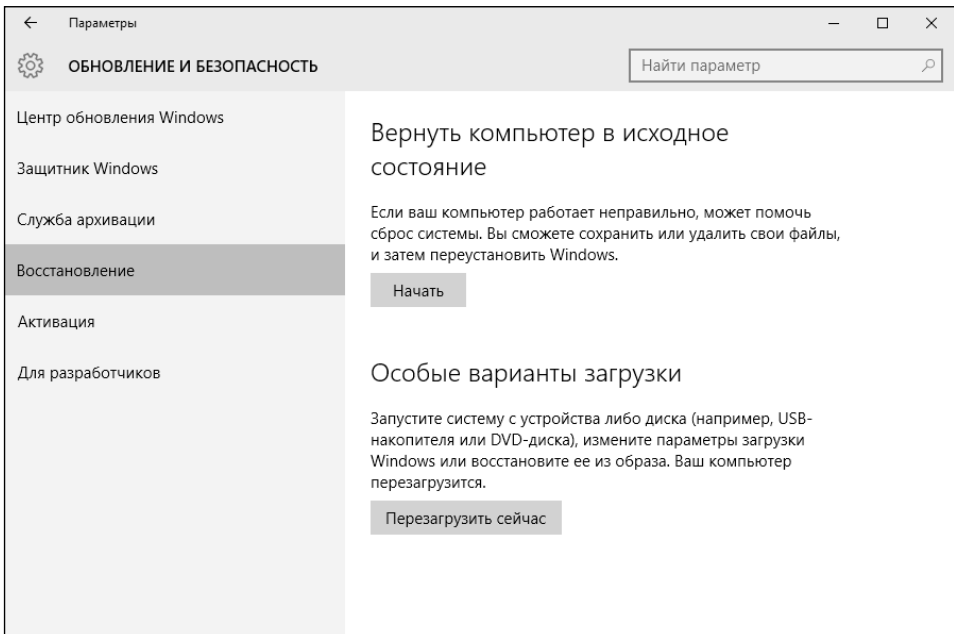 Параметры
ОБНОВЛЕНИЕ И БЕЗОПАСНОСТЬ
Найти параметр
Центр обновления Windows
Защитник Windows
Служба архивации
Восстановление
Активация
Для разработчиков
Вернуть компьютер в исходное
состояние
Если ваш компьютер работает неправильно, может помочь
сброс системы. Вы сможете сохранить или удалить свои файлы,
и затем переустановить Windows.
Начать
Особые варианты загрузки
Запустите систему с устройства либо диска (например, USB-
накопителя или DVD-диска), измените параметры загрузки
Windows или восстановите ее из образа. Ваш компьютер
перезагрузится.
Перезагрузить сейчас